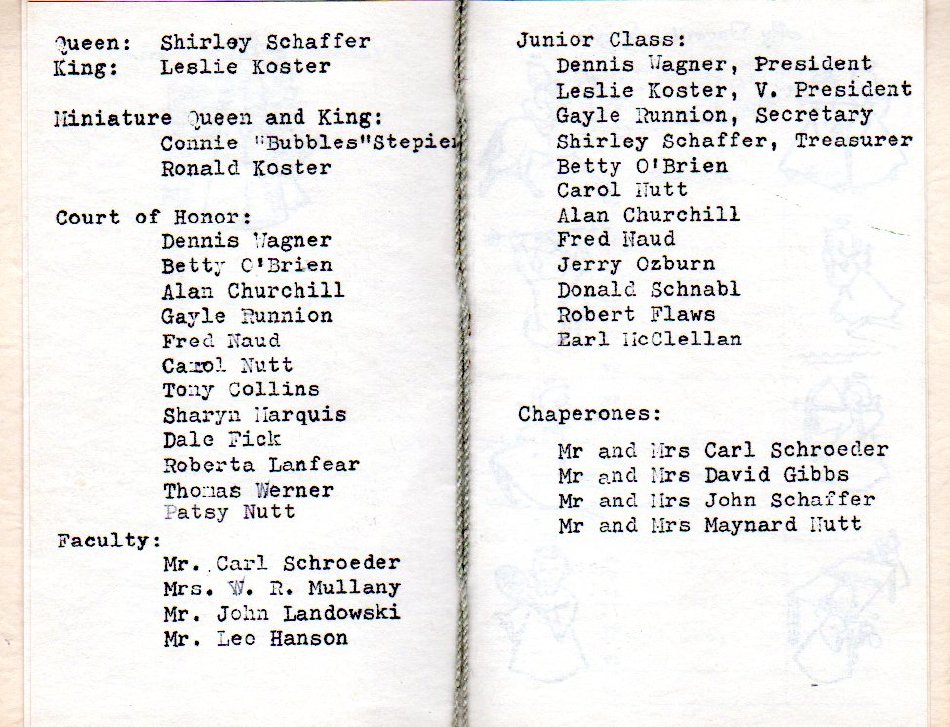 Queen: Shirley Schaffer
King: Leslie Koster
Miniature Queen and King:
Connie "Bubbles"Stepien
Ronald Koster
Court of Honor:
Dennis Wagner
Betty O'Brien
Alan Churchill
Gayle Runnion
Fred Naud
Carol Nutt
Tony Collins
Sharyn Marquis
Dale Fick
Roberta Lanfear
Thomas Werner
Patsy Nutt
Faculty:
Mr. Carl Schroeder
Mrs. W. R. Mullany
Mr. John Landowski
Mr. Leo Hanson
Junior Class:
Dennis Wagner, President
Leslie Koster, V. President
Gayle Runnion, Secretary
Shirley Schaffer, Treasurer
Betty O'Brien
Carol Nutt
Alan Churchill
Fred Naud
Jerry Ozburn
Donald Schnabl
Robert Flaws
Earl McClellan
Chaperones:
Mr and Mrs Carl Schroeder
Mr and Mrs David Gibbs
Mr and Mrs John Schaffer
Mr and Mrs Maynard Nutt